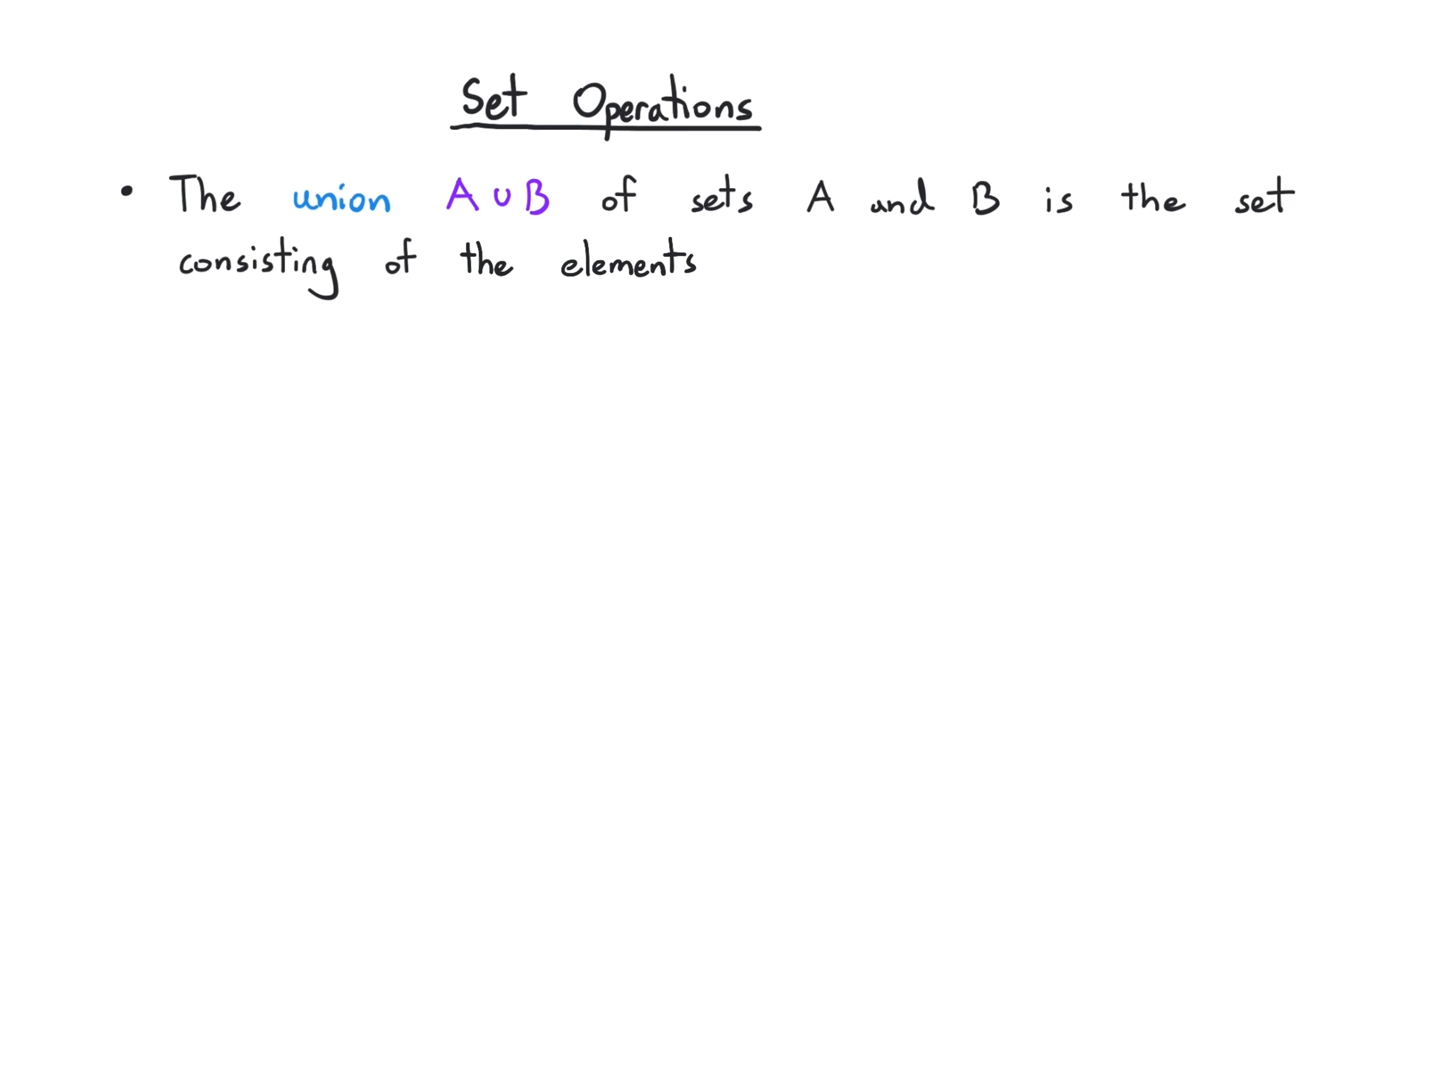 Set Operations
• The union A ∪ B of sets A and B is the set
consisting of the elements